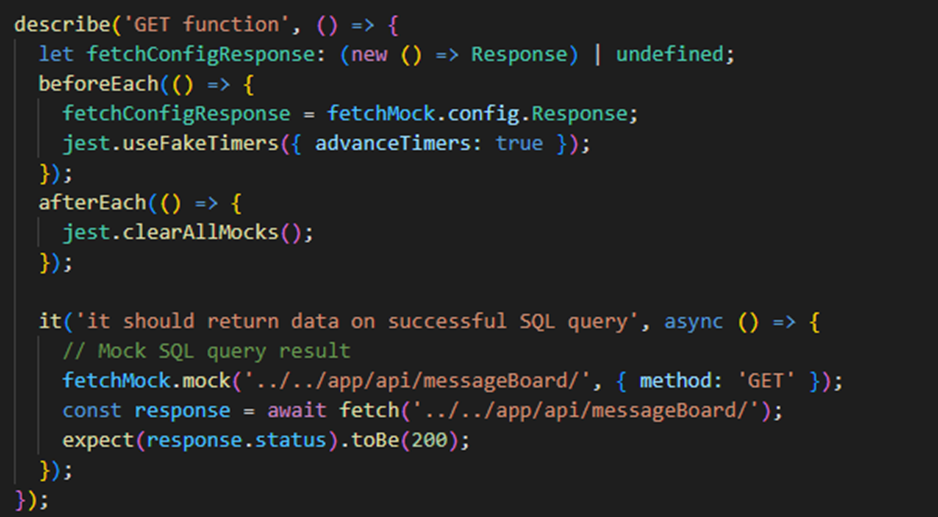 describe('GET function', () => {
  let fetchConfigResponse: (new () => Response) | undefined;
  beforeEach(() => {
    fetchConfigResponse = fetchMock.config.Response;
    jest.useFakeTimers({ advanceTimers: true });
  });
  afterEach(() => {
    jest.clearAllMocks();
  });

  it('it should return data on successful SQL query', async () => {
    // Mock SQL query result
    fetchMock.mock('../../app/api/messageBoard/', { method: 'GET' });
    const response = await fetch('../../app/api/messageBoard/');
    expect(response.status).toBe(200);
  });
});